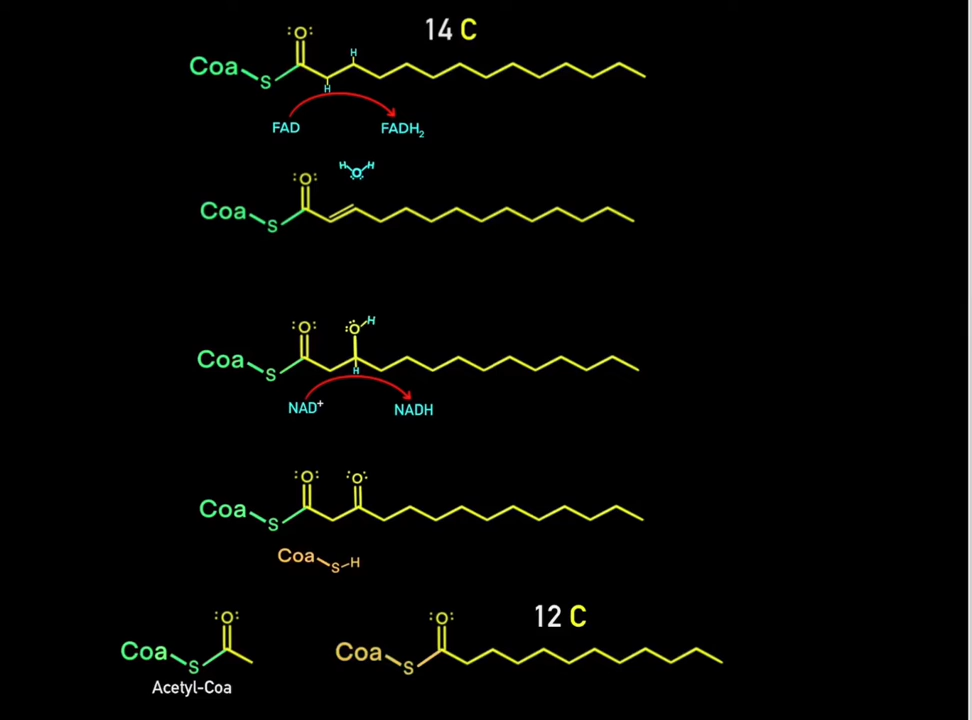 14 C
:O:
H
Coa
S
H
FAD FADH₂
H H
O
:O:
Coa
S
H
:O: O
Coa
S
H
NAD⁺ NADH
:O: :O:
Coa
S
Coa
S-H
12 C
:O: :O:
Coa Coa
S S
Acetyl-Coa